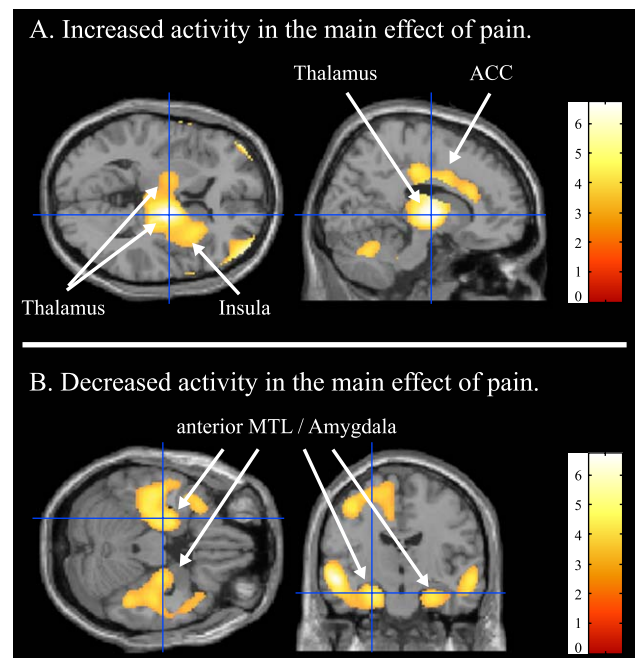 A. Increased activity in the main effect of pain.
Thalamus
ACC
6
5
4
3
2
1
0
Thalamus
Insula
B. Decreased activity in the main effect of pain.
anterior MTL / Amygdala
6
5
4
3
2
1
0